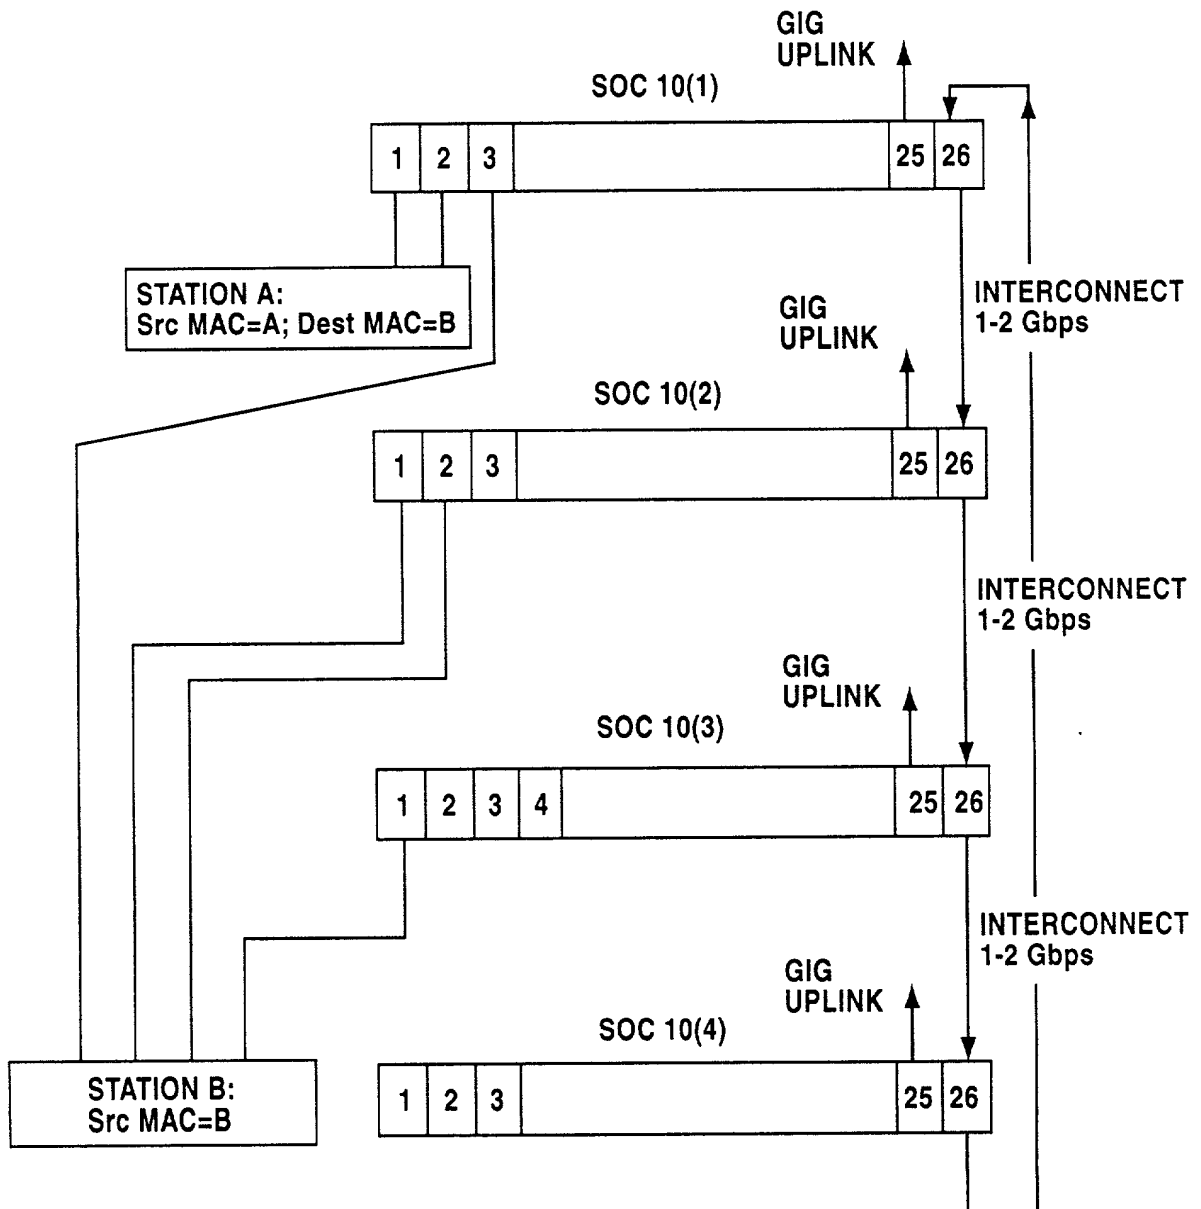 GIG
UPLINK
SOC 10(1)
1 2 3 25 26
STATION A:
Src MAC=A; Dest MAC=B
INTERCONNECT
1-2 Gbps
GIG
UPLINK
SOC 10(2)
1 2 3 25 26
INTERCONNECT
1-2 Gbps
GIG
UPLINK
SOC 10(3)
1 2 3 4 25 26
INTERCONNECT
1-2 Gbps
GIG
UPLINK
SOC 10(4)
STATION B:
Src MAC=B
1 2 3 25 26